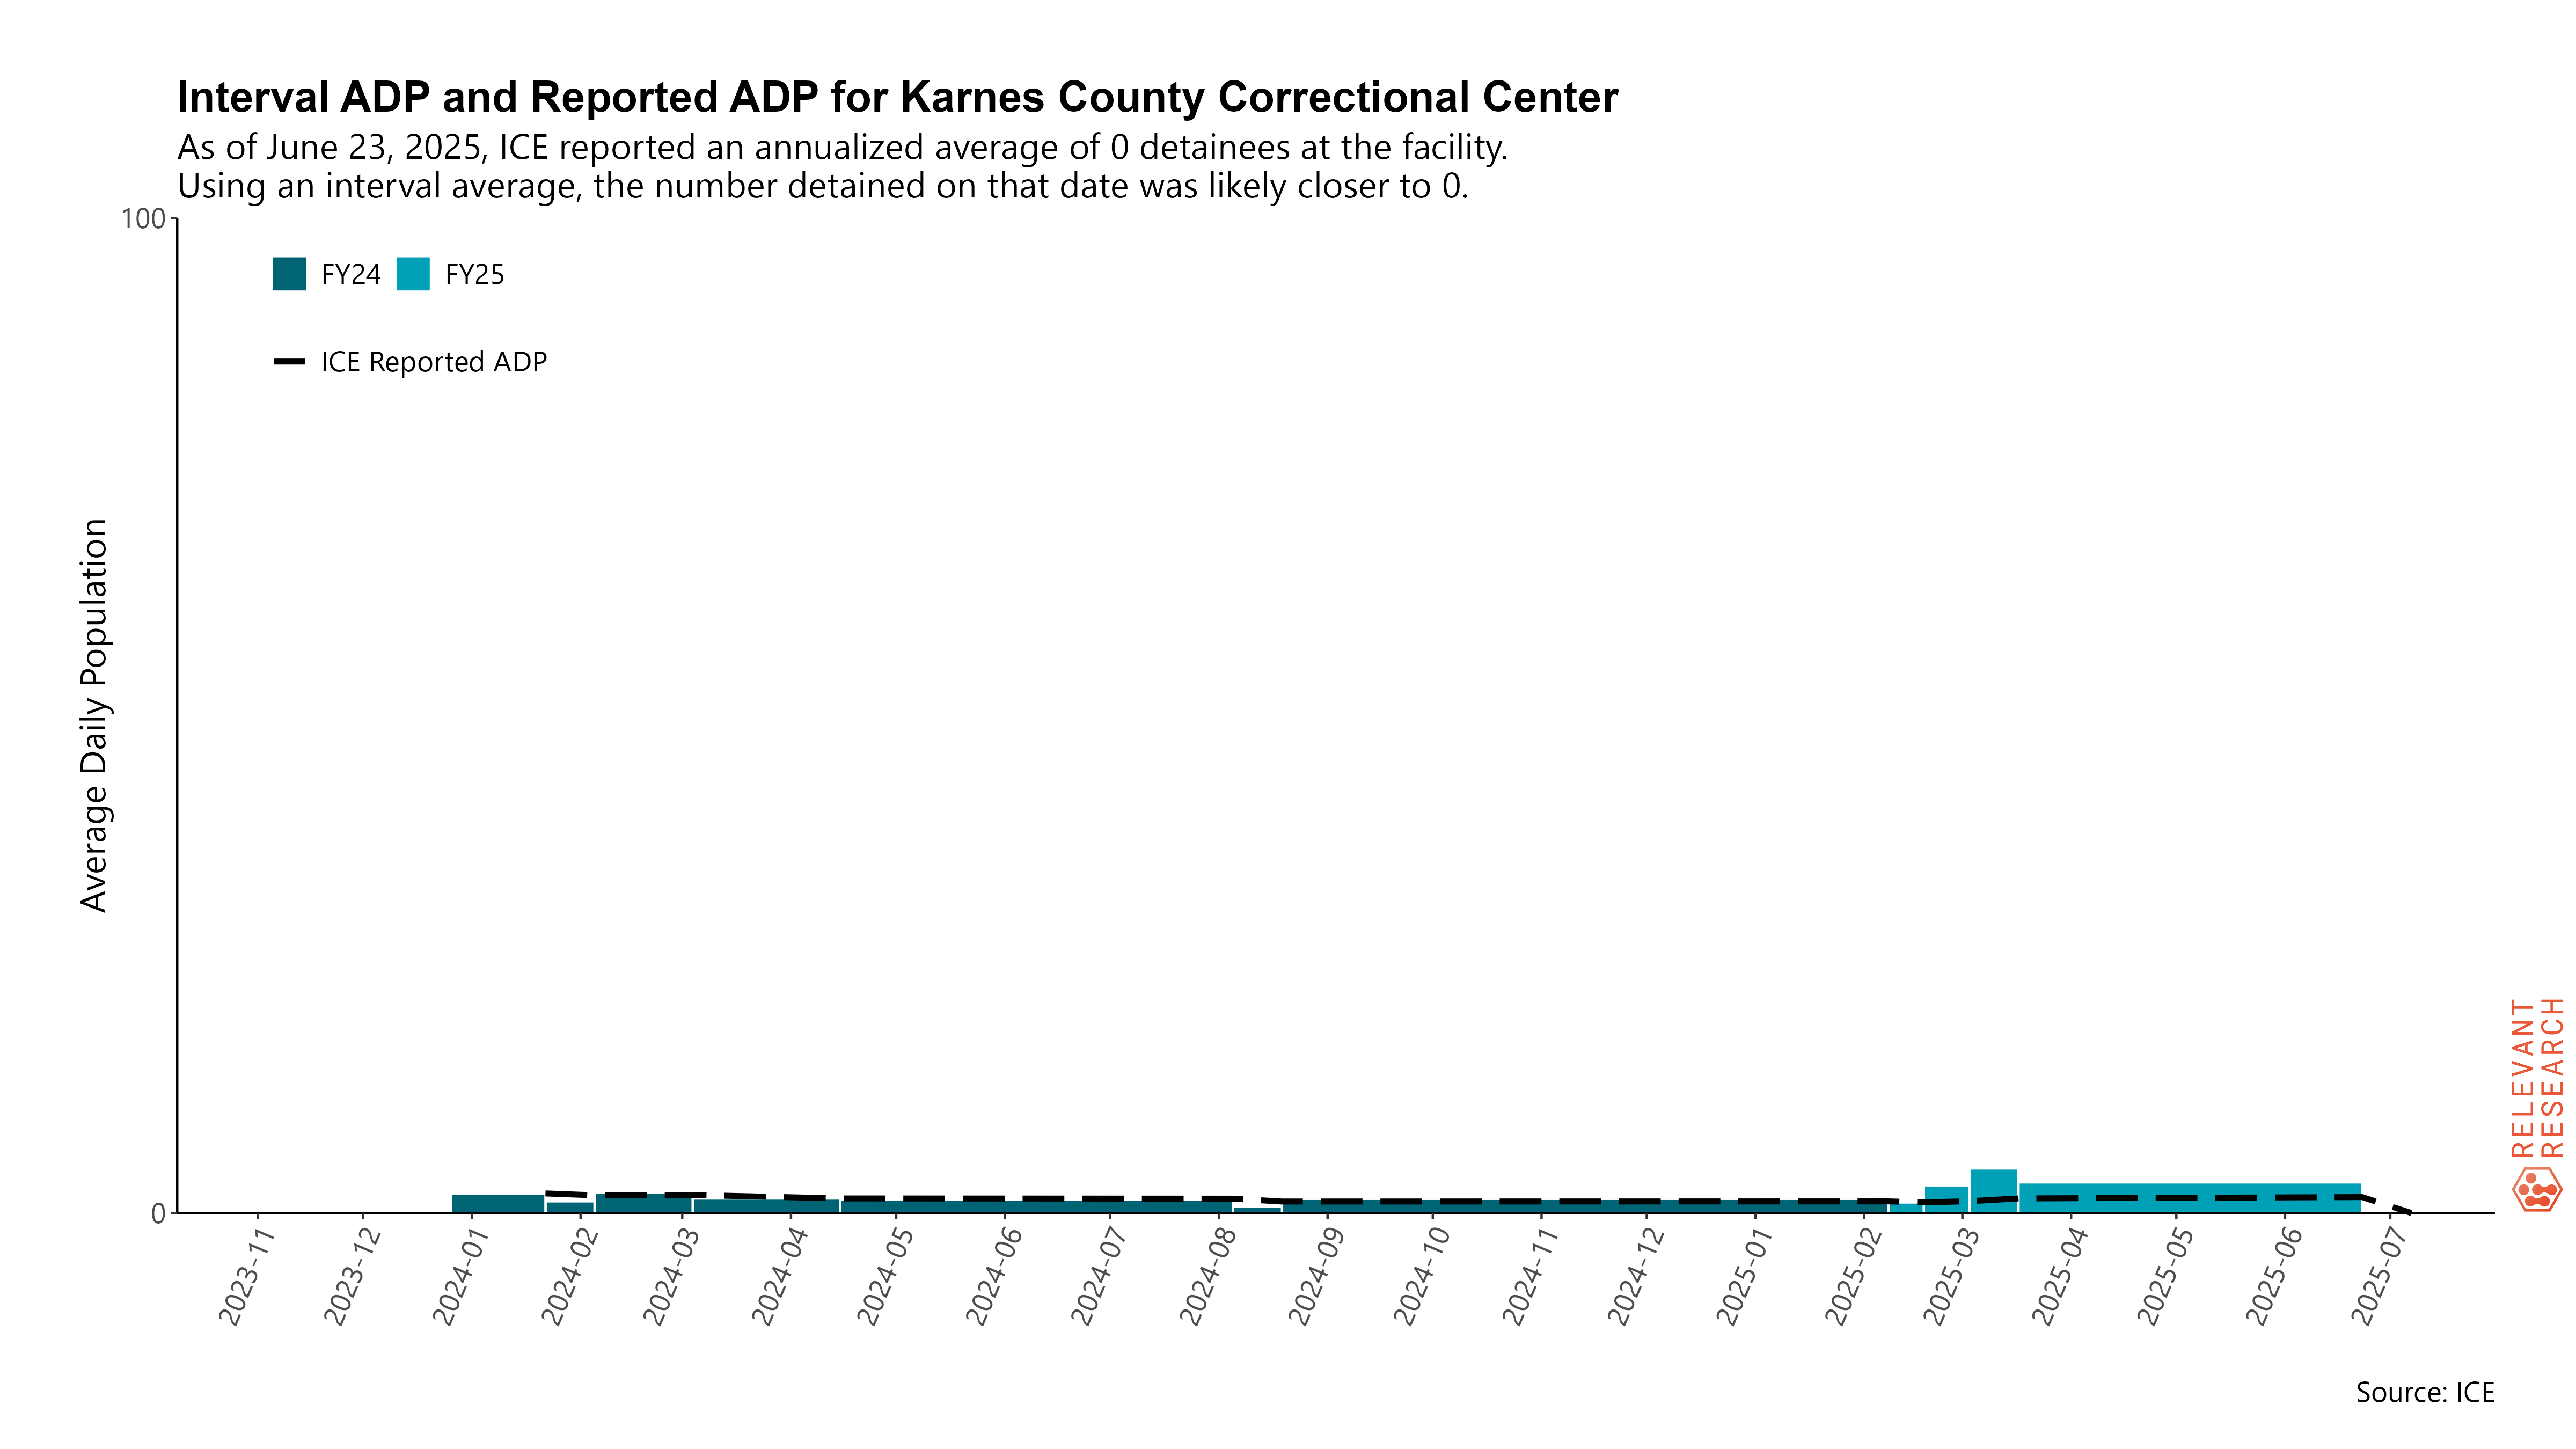 Interval ADP and Reported ADP for Karnes County Correctional Center
As of June 23, 2025, ICE reported an annualized average of 0 detainees at the facility.
Using an interval average, the number detained on that date was likely closer to 0.
100
FY24
FY25
ICE Reported ADP
Average Daily Population
0
2023-11
2023-12
2024-01
2024-02
2024-03
2024-04
2024-05
2024-06
2024-07
2024-08
2024-09
2024-10
2024-11
2024-12
2025-01
2025-02
2025-03
2025-04
2025-05
2025-06
2025-07
RELEVANT
RESEARCH
Source: ICE